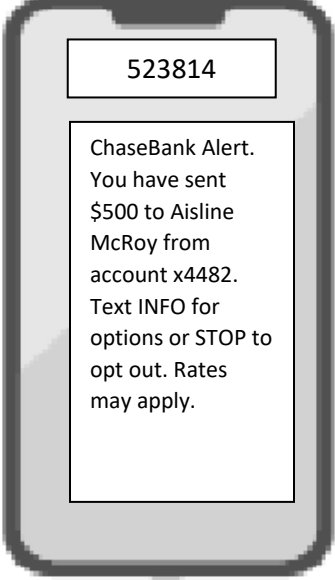 523814
ChaseBank Alert.
You have sent
$500 to Aisline
McRoy from
account x4482.
Text INFO for
options or STOP to
opt out. Rates
may apply.